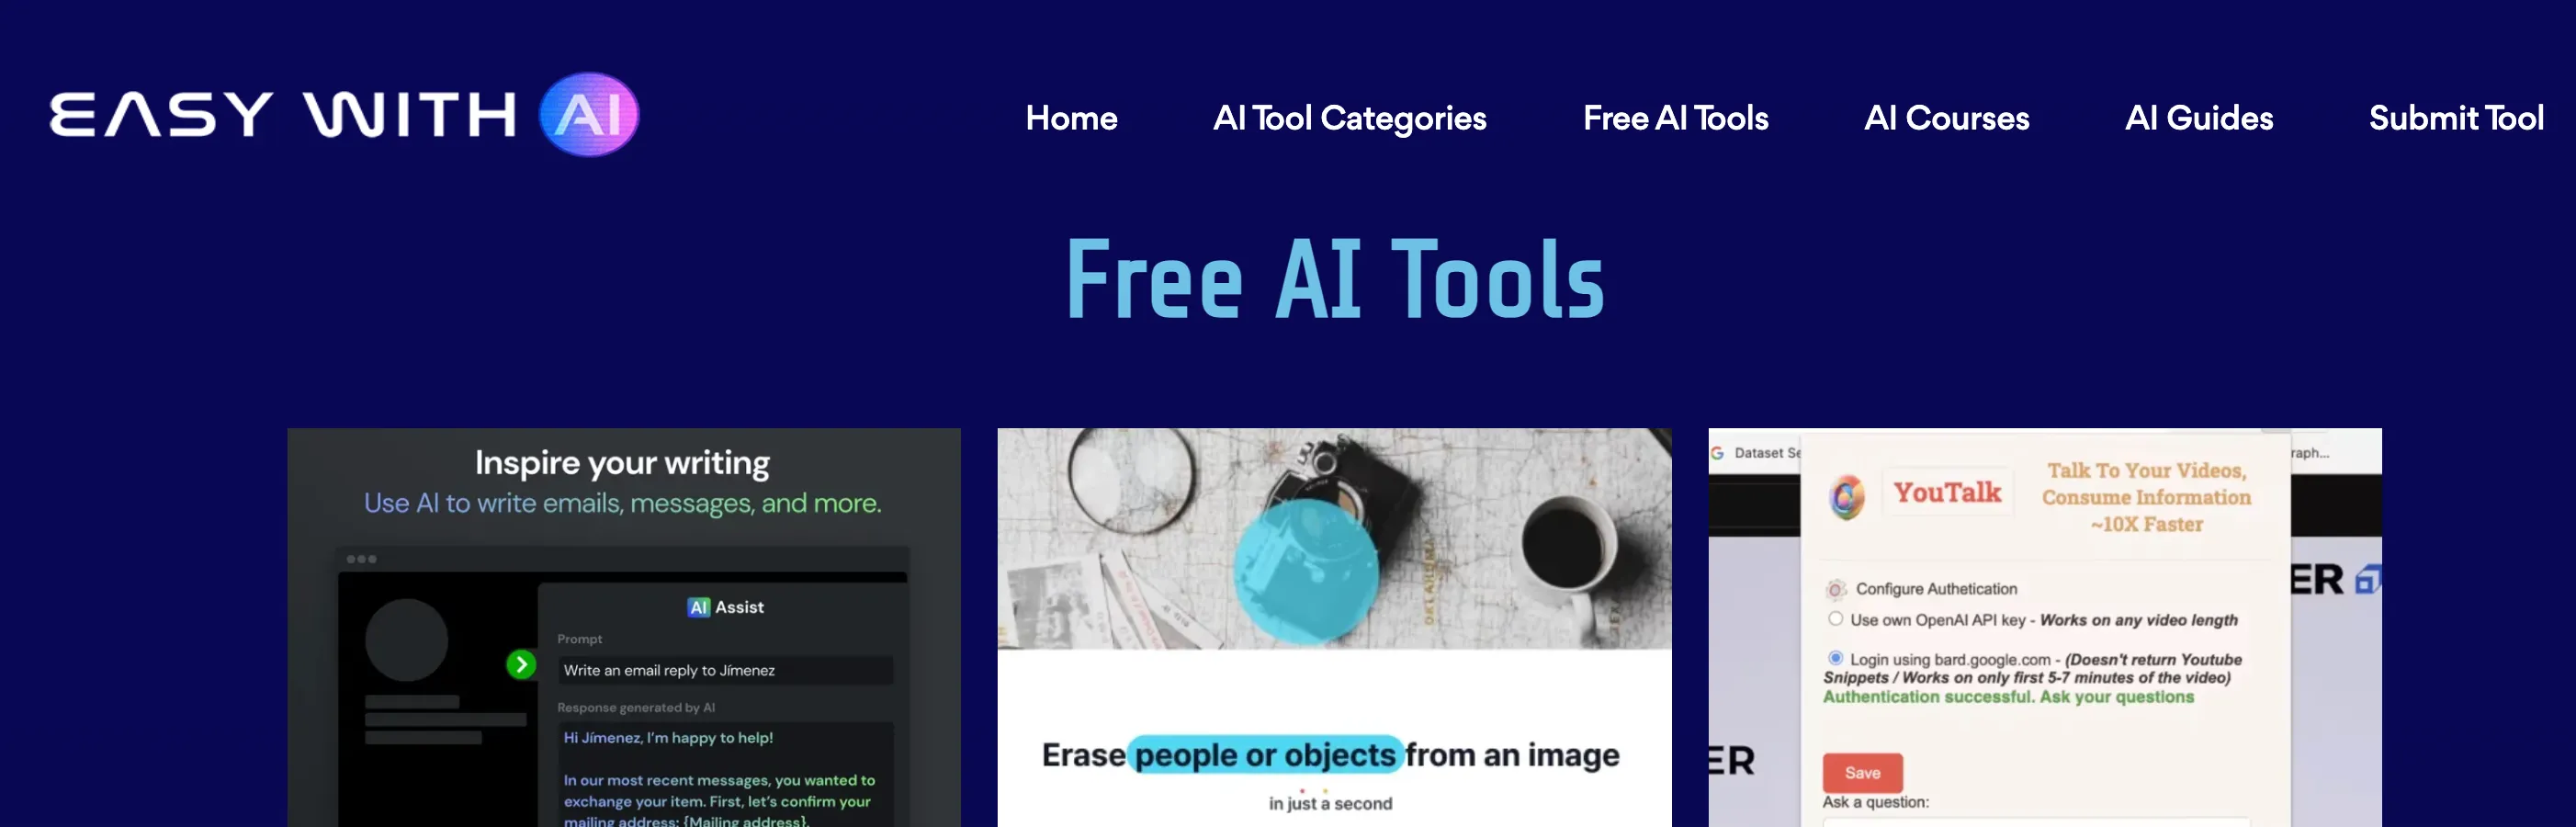 EASY WITH AI
Home AI Tool Categories Free AI Tools AI Courses AI Guides Submit Tool
Free AI Tools
Inspire your writing
Use AI to write emails, messages, and more.
AI Assist
Prompt
Write an email reply to Jímenez
Response generated by AI
Hi Jímenez, I'm happy to help!
In our most recent messages, you wanted to
exchange your item. First, let's confirm your
mailing address: {Mailing address}.
OKLAHOMA
Erase people or objects from an image
in just a second
Dataset Se
raph...
YouTalk
Talk To Your Videos,
Consume Information
~10X Faster
ER
Configure Authetication
Use own OpenAI API key - Works on any video length
Login using bard.google.com - (Doesn't return Youtube
Snippets / Works on only first 5-7 minutes of the video)
Authentication successful. Ask your questions
ER
Save
Ask a question: